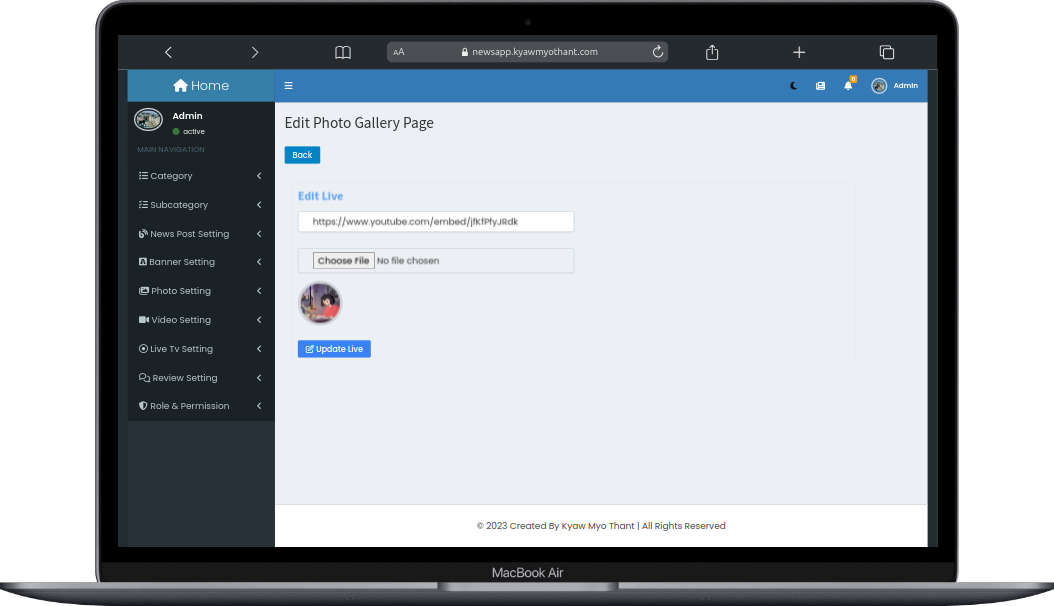 AA newsapp.kyawmyothant.com
Home
8
Admin
Admin
active
MAIN NAVIGATION
Category
Subcategory
News Post Setting
Banner Setting
Photo Setting
Video Setting
Live Tv Setting
Review Setting
Role & Permission
Edit Photo Gallery Page
Back
Edit Live
https://www.youtube.com/embed/jfKfPfyJRdk
Choose File No file chosen
Update Live
© 2023 Created By Kyaw Myo Thant | All Rights Reserved
MacBook Air